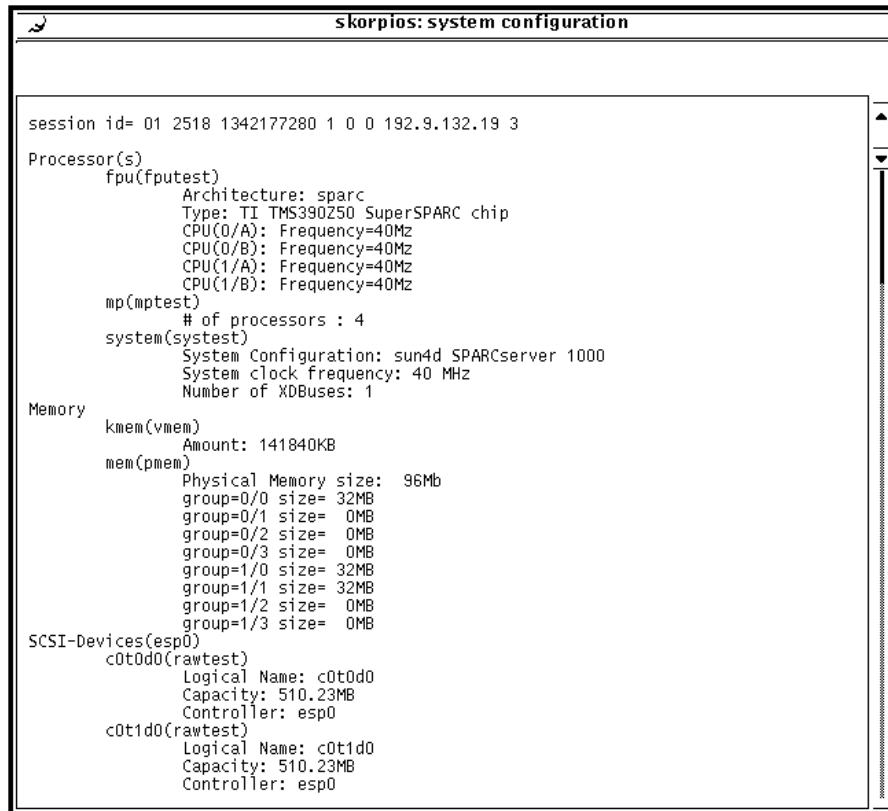 skorpios: system configuration
session id= 01 2518 1342177280 1 0 0 192.9.132.19 3
Processor(s)
fpu(fputest)
Architecture: sparc
Type: TI TMS390Z50 SuperSPARC chip
CPU(0/A): Frequency=40Mz
CPU(0/B): Frequency=40Mz
CPU(1/A): Frequency=40Mz
CPU(1/B): Frequency=40Mz
mp(mptest)
# of processors : 4
system(systest)
System Configuration: sun4d SPARCserver 1000
System clock frequency: 40 MHz
Number of XDBuses: 1
Memory
kmem(vmem)
Amount: 141840KB
mem(pmem)
Physical Memory size:  96Mb
group=0/0 size= 32MB
group=0/1 size=  0MB
group=0/2 size=  0MB
group=0/3 size=  0MB
group=1/0 size= 32MB
group=1/1 size= 32MB
group=1/2 size=  0MB
group=1/3 size=  0MB
SCSI-Devices(esp0)
c0t0d0(rawtest)
Logical Name: c0t0d0
Capacity: 510.23MB
Controller: esp0
c0t1d0(rawtest)
Logical Name: c0t1d0
Capacity: 510.23MB
Controller: esp0